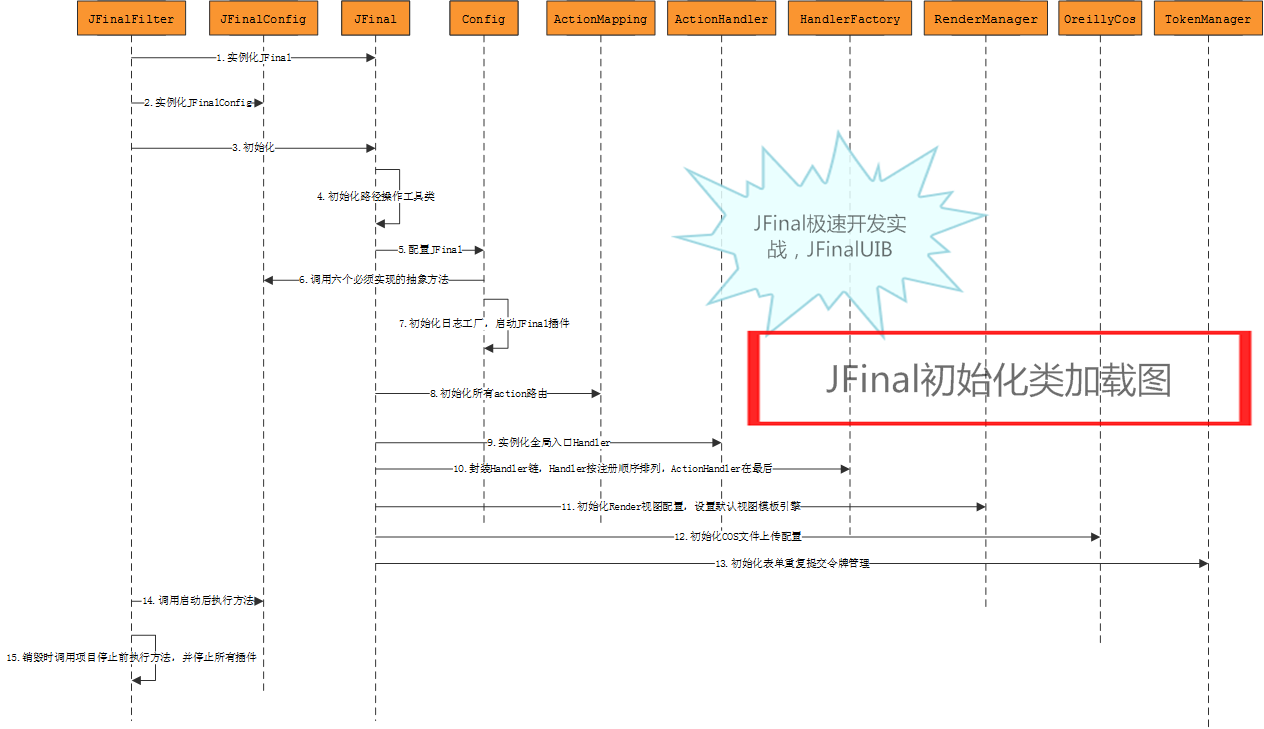 JFinalFilter
JFinalConfig
JFinal
Config
ActionMapping
ActionHandler
HandlerFactory
RenderManager
OreillyCos
TokenManager
1.实例化JFinal
2.实例化JFinalConfig
3.初始化
4.初始化路径操作工具类
JFinal极速开发实
战，JFinalUIB
5.配置JFinal
6.调用六个必须实现的抽象方法
7.初始化日志工厂，启动JFinal插件
JFinal初始化类加载图
8.初始化所有action路由
9.实例化全局入口Handler
10.封装Handler链，Handler按注册顺序排列，ActionHandler在最后
11.初始化Render视图配置，设置默认视图模板引擎
12.初始化COS文件上传配置
13.初始化表单重复提交令牌管理
14.调用启动后执行方法
15.销毁时调用项目停止前执行方法，并停止所有插件